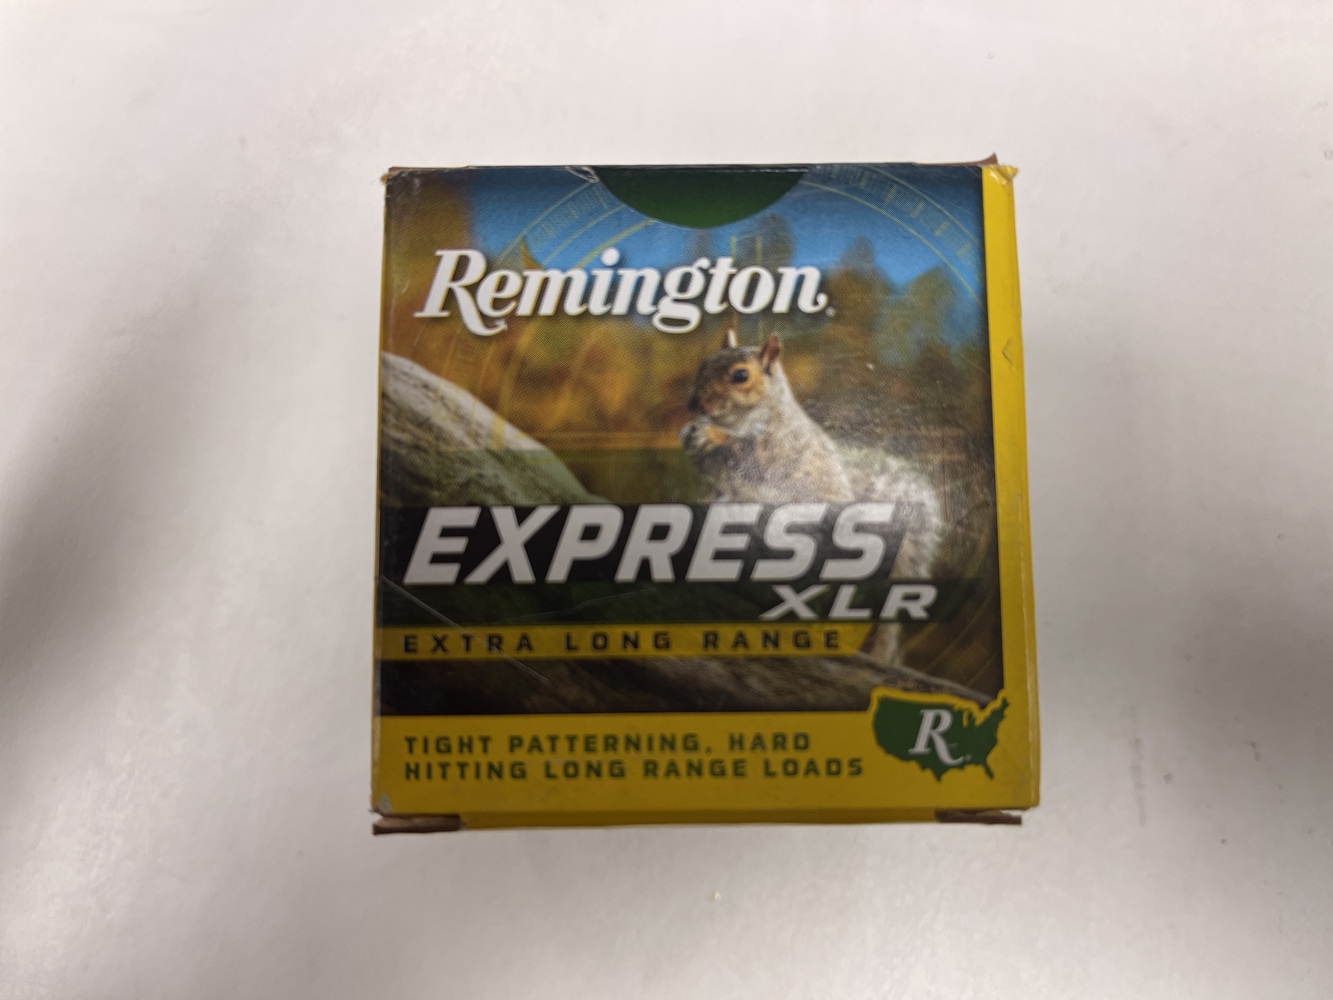 Remington
EXPRESS
XLR
EXTRA LONG RANGE
TIGHT PATTERNING, HARD
HITTING LONG RANGE LOADS
R